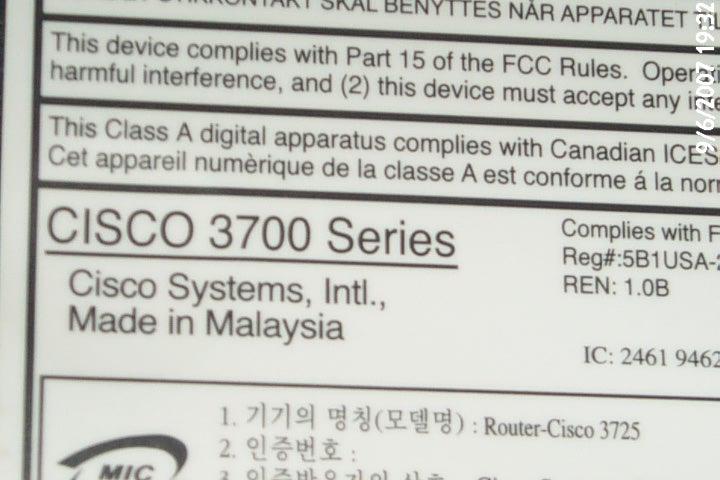 SKAL BENYTTES NÅR APPARATET
This device complies with Part 15 of the FCC Rules.
harmful interference, and (2) this device must accept any
This Class A digital apparatus complies with Canadian ICES
Cet appareil numèrique de la classe A est conforme á la
CISCO 3700 Series
Cisco Systems, Intl.,
Made in Malaysia
Complies with F
Reg#:5B1USA-
REN: 1.0B
IC: 2461 9462
1. 기기의 명칭(모델명) : Router-Cisco 3725
2. 인증번호 :
MIC
9/6/2007 19:32